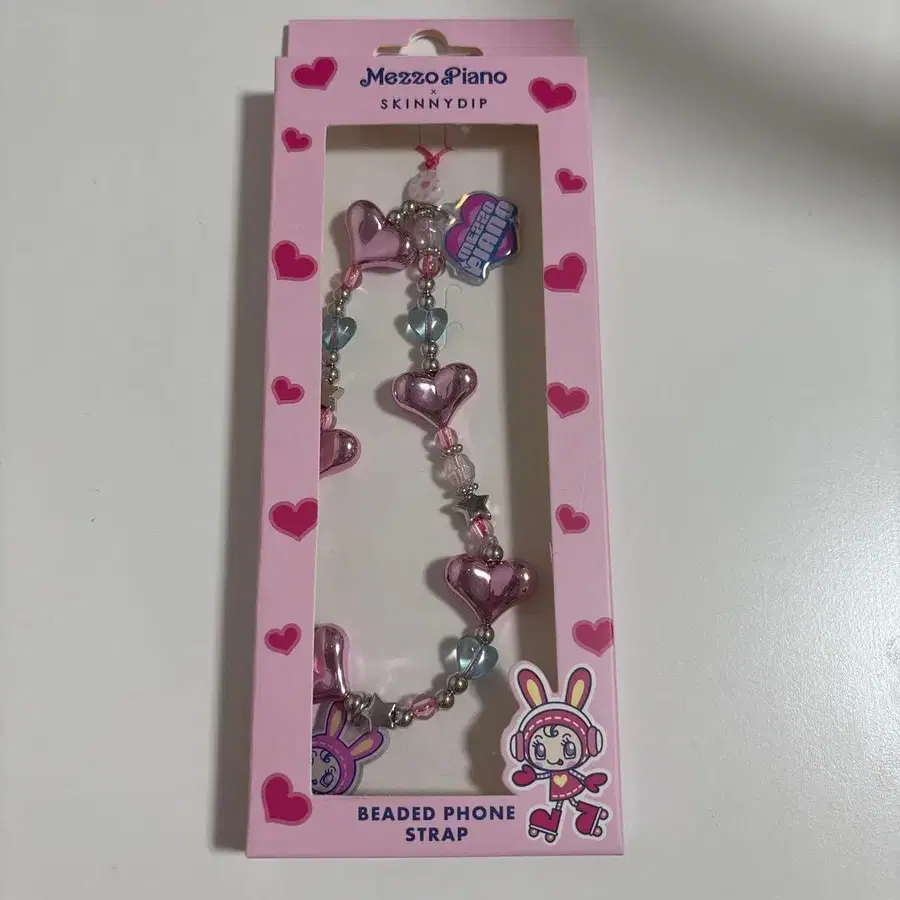 Mezzo Piano
×
SKINNYDIP
MEZZO
PIANO
BEADED PHONE
STRAP